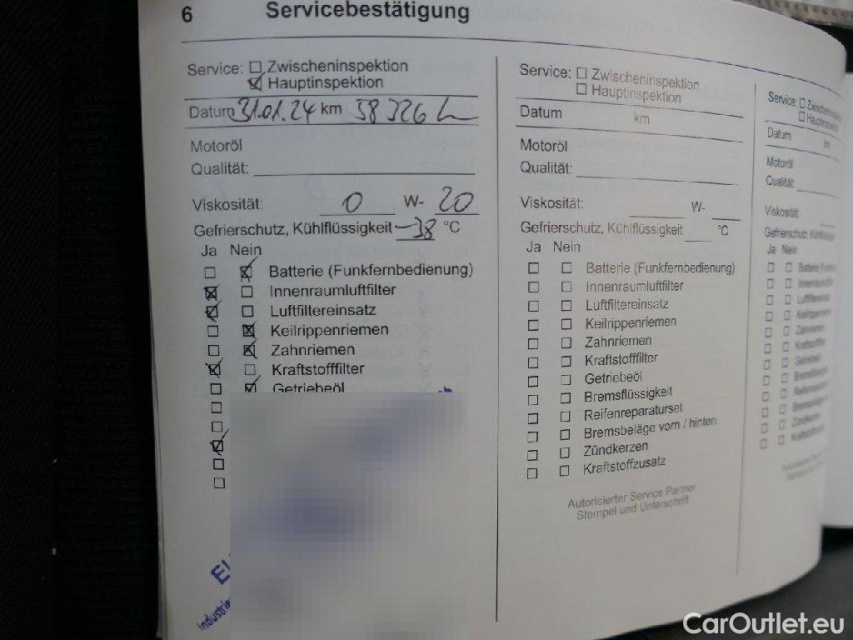 6 Servicebestätigung
Service: Zwischeninspektion
Hauptinspektion
Datum 31.01.24 km 58 326
Motoröl
Qualität:
Viskosität: 0 W- 20
Gefrierschutz, Kühlflüssigkeit -38 °C
Ja Nein
Batterie (Funkfernbedienung)
Innenraumluftfilter
Luftfiltereinsatz
Keilrippenriemen
Zahnriemen
Kraftstofffilter
Getriebeöl
Service: Zwischeninspektion
Hauptinspektion
Datum km
Motoröl
Qualität:
Viskosität: W-
Gefrierschutz, Kühlflüssigkeit °C
Ja Nein
Batterie (Funkfernbedienung)
Innenraumluftfilter
Luftfiltereinsatz
Keilrippenriemen
Zahnriemen
Kraftstofffilter
Getriebeöl
Bremsflüssigkeit
Reifenreparaturset
Bremsbeläge vorn / hinten
Zündkerzen
Kraftstoffzusatz
Autorisierter Service Partner
Stempel und Unterschrift
Service:
Datum km
Motoröl
Qualität:
Viskosität:
Ja Nein
CarOutlet.eu